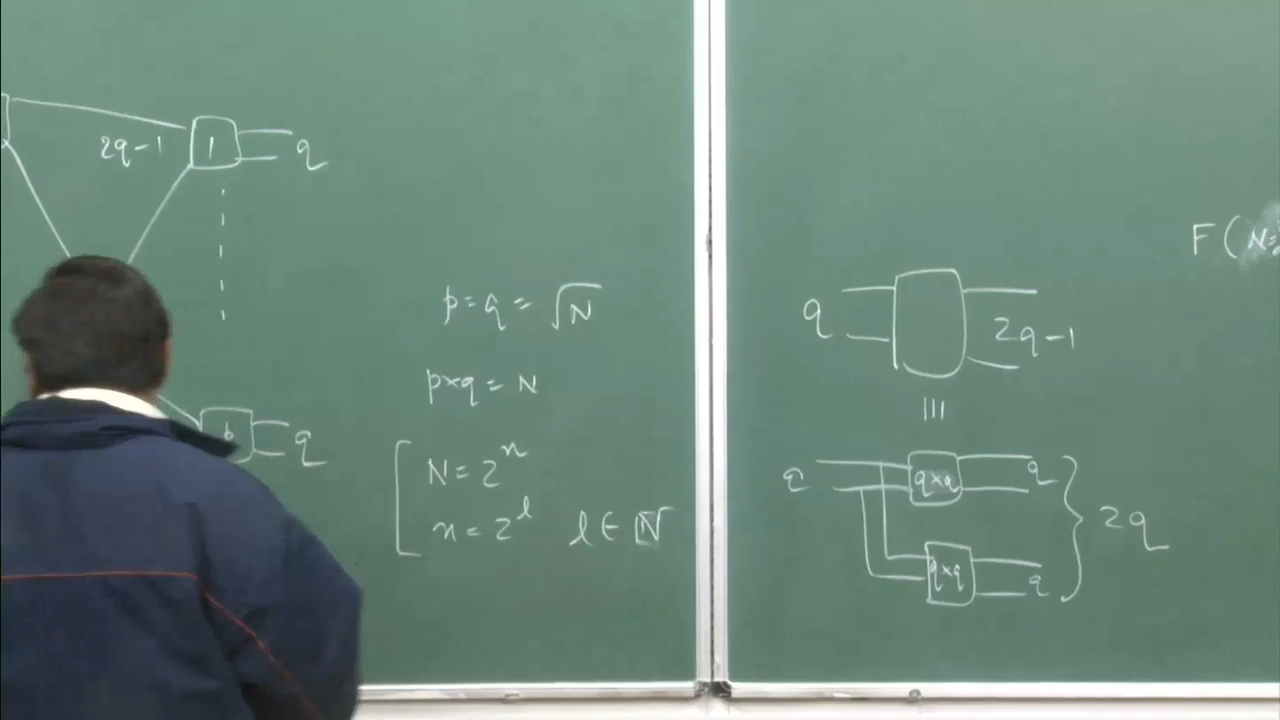 2q-1 1 q
p q
p = q = √N
p×q = N
N = 2^n
n = 2^l l ∈ ℕ
F(N=
q 2q-1
≡
q q×q q
2q
q×q q